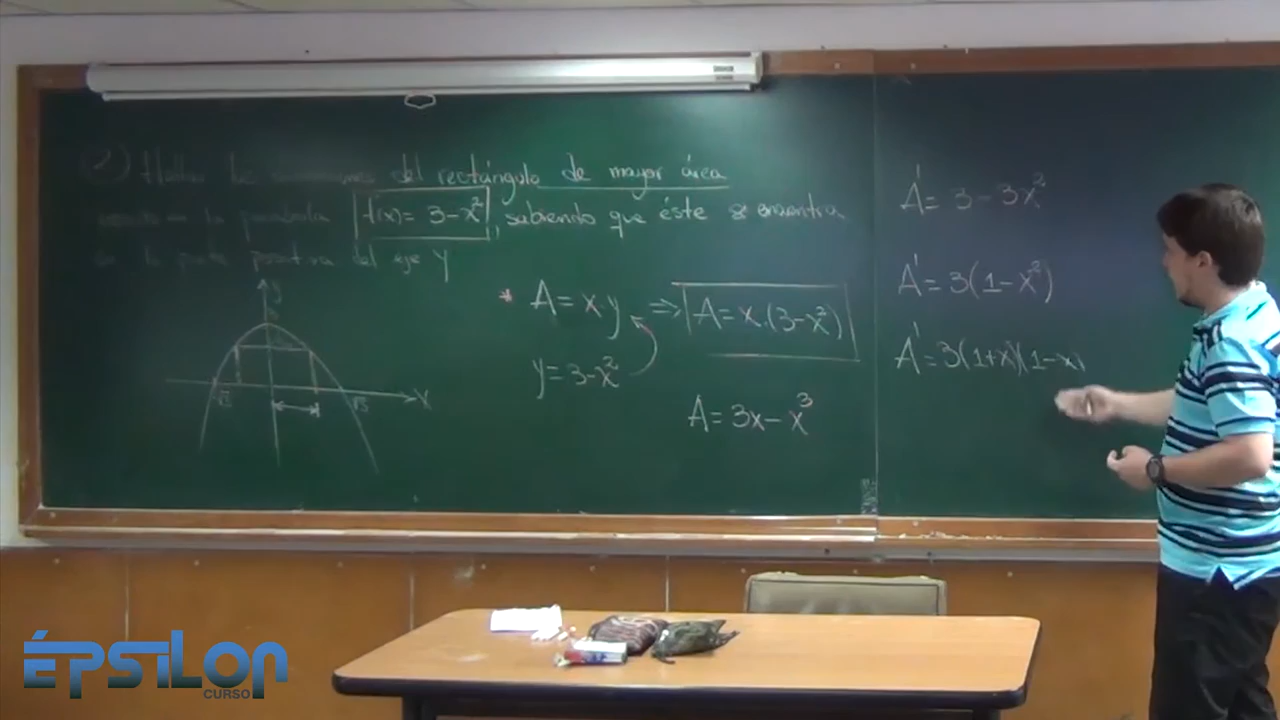 2) Hallar las dimensiones del rectángulo de mayor área
la parábola f(x) = 3-x², sabiendo que éste se encuentra
en la parte positiva del eje Y
y
X
√3
* A = x.y => A = x.(3-x²)
y = 3-x²
A = 3x - x³
A' = 3-3x²
A' = 3(1-x²)
A' = 3(1+x)(1-x)
ÉPSILON
CURSO